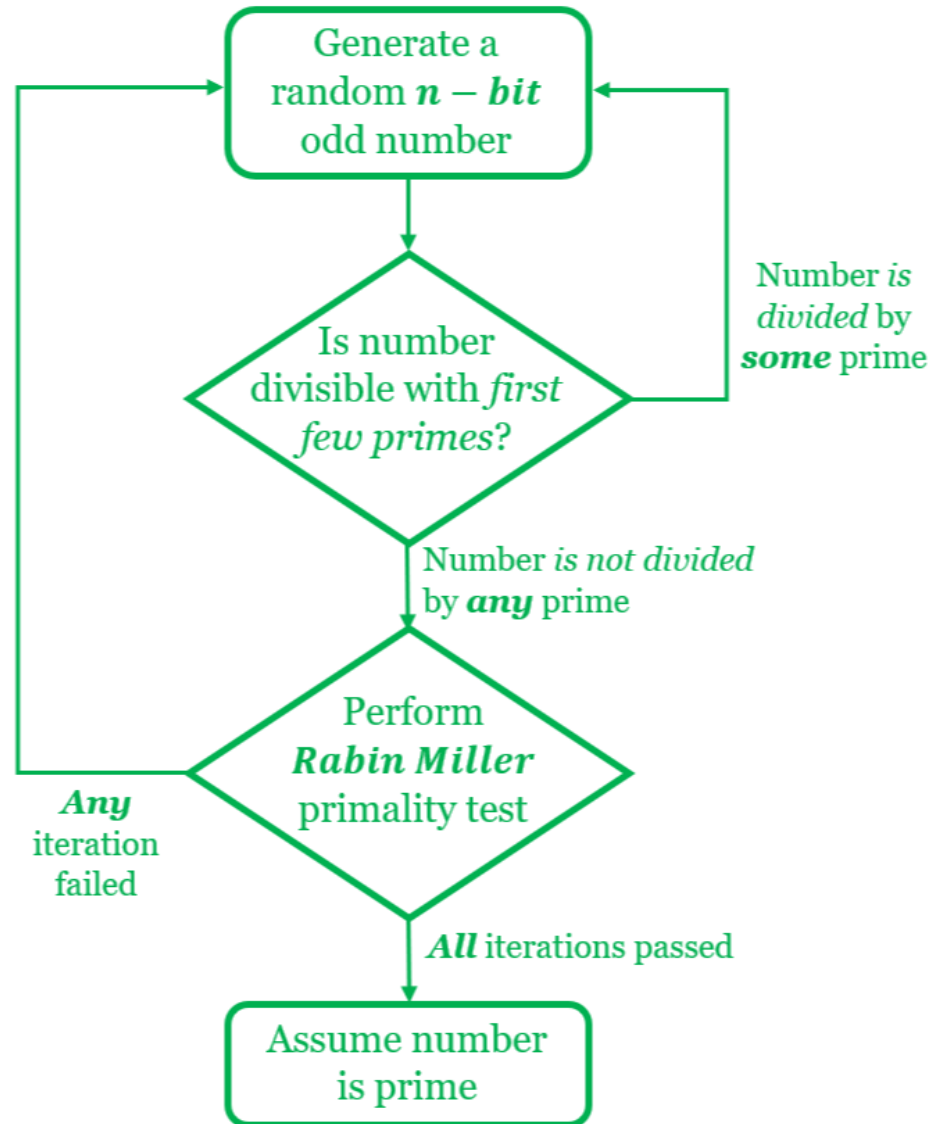 Generate a
random n – bit
odd number
Number is
divided by
some prime
Is number
divisible with first
few primes?
Number is not divided
by any prime
Perform
Rabin Miller
primality test
Any
iteration
failed
All iterations passed
Assume number
is prime